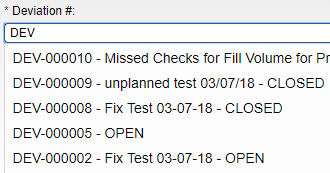 * Deviation #:
DEV
DEV-000010 - Missed Checks for Fill Volume for Pr
DEV-000009 - unplanned test 03/07/18 - CLOSED
DEV-000008 - Fix Test 03-07-18 - CLOSED
DEV-000005 - OPEN
DEV-000002 - Fix Test 03-07-18 - OPEN